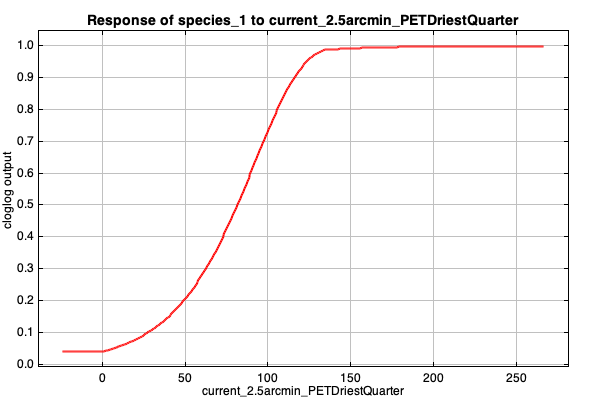 Response of species_1 to current_2.5arcmin_PETDriestQuarter
1.0
0.9
0.8
0.7
0.6
0.5
0.4
0.3
0.2
0.1
0.0
cloglog output
0 50 100 150 200 250
current_2.5arcmin_PETDriestQuarter